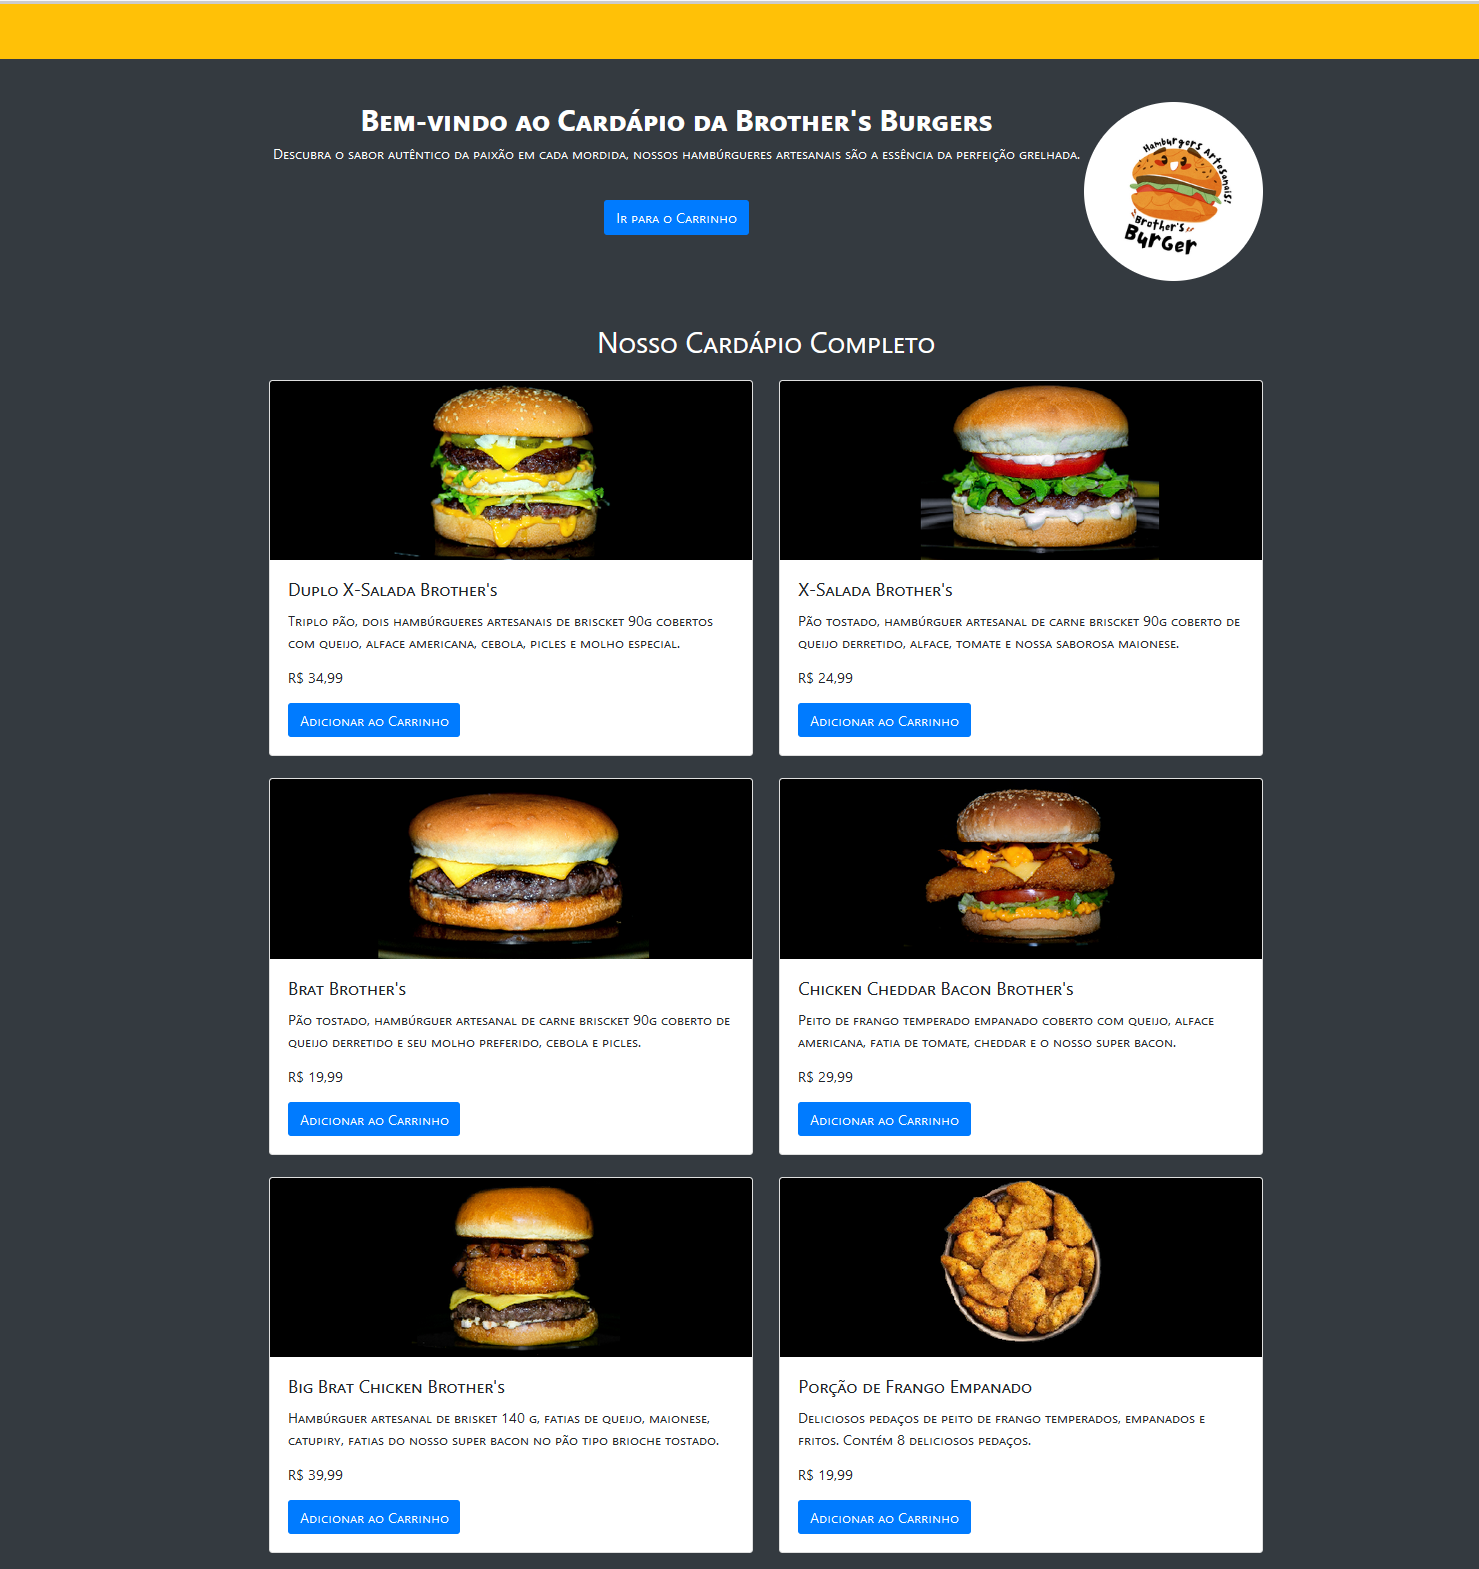 Bem-vindo ao Cardápio da Brother's Burgers
Descubra o sabor autêntico da paixão em cada mordida, nossos hambúrgueres artesanais são a essência da perfeição grelhada.
Ir para o Carrinho
Hamburgers Artesanais!
Brother's
Burger
Nosso Cardápio Completo
Duplo X-Salada Brother's
Triplo pão, dois hambúrgueres artesanais de briscket 90g cobertos
com queijo, alface americana, cebola, picles e molho especial.
R$ 34,99
Adicionar ao Carrinho
X-Salada Brother's
Pão tostado, hambúrguer artesanal de carne briscket 90g coberto de
queijo derretido, alface, tomate e nossa saborosa maionese.
R$ 24,99
Adicionar ao Carrinho
Brat Brother's
Pão tostado, hambúrguer artesanal de carne briscket 90g coberto de
queijo derretido e seu molho preferido, cebola e picles.
R$ 19,99
Adicionar ao Carrinho
Chicken Cheddar Bacon Brother's
Peito de frango temperado empanado coberto com queijo, alface
americana, fatia de tomate, cheddar e o nosso super bacon.
R$ 29,99
Adicionar ao Carrinho
Big Brat Chicken Brother's
Hambúrguer artesanal de brisket 140 g, fatias de queijo, maionese,
catupiry, fatias do nosso super bacon no pão tipo brioche tostado.
R$ 39,99
Adicionar ao Carrinho
Porção de Frango Empanado
Deliciosos pedaços de peito de frango temperados, empanados e
fritos. Contém 8 deliciosos pedaços.
R$ 19,99
Adicionar ao Carrinho